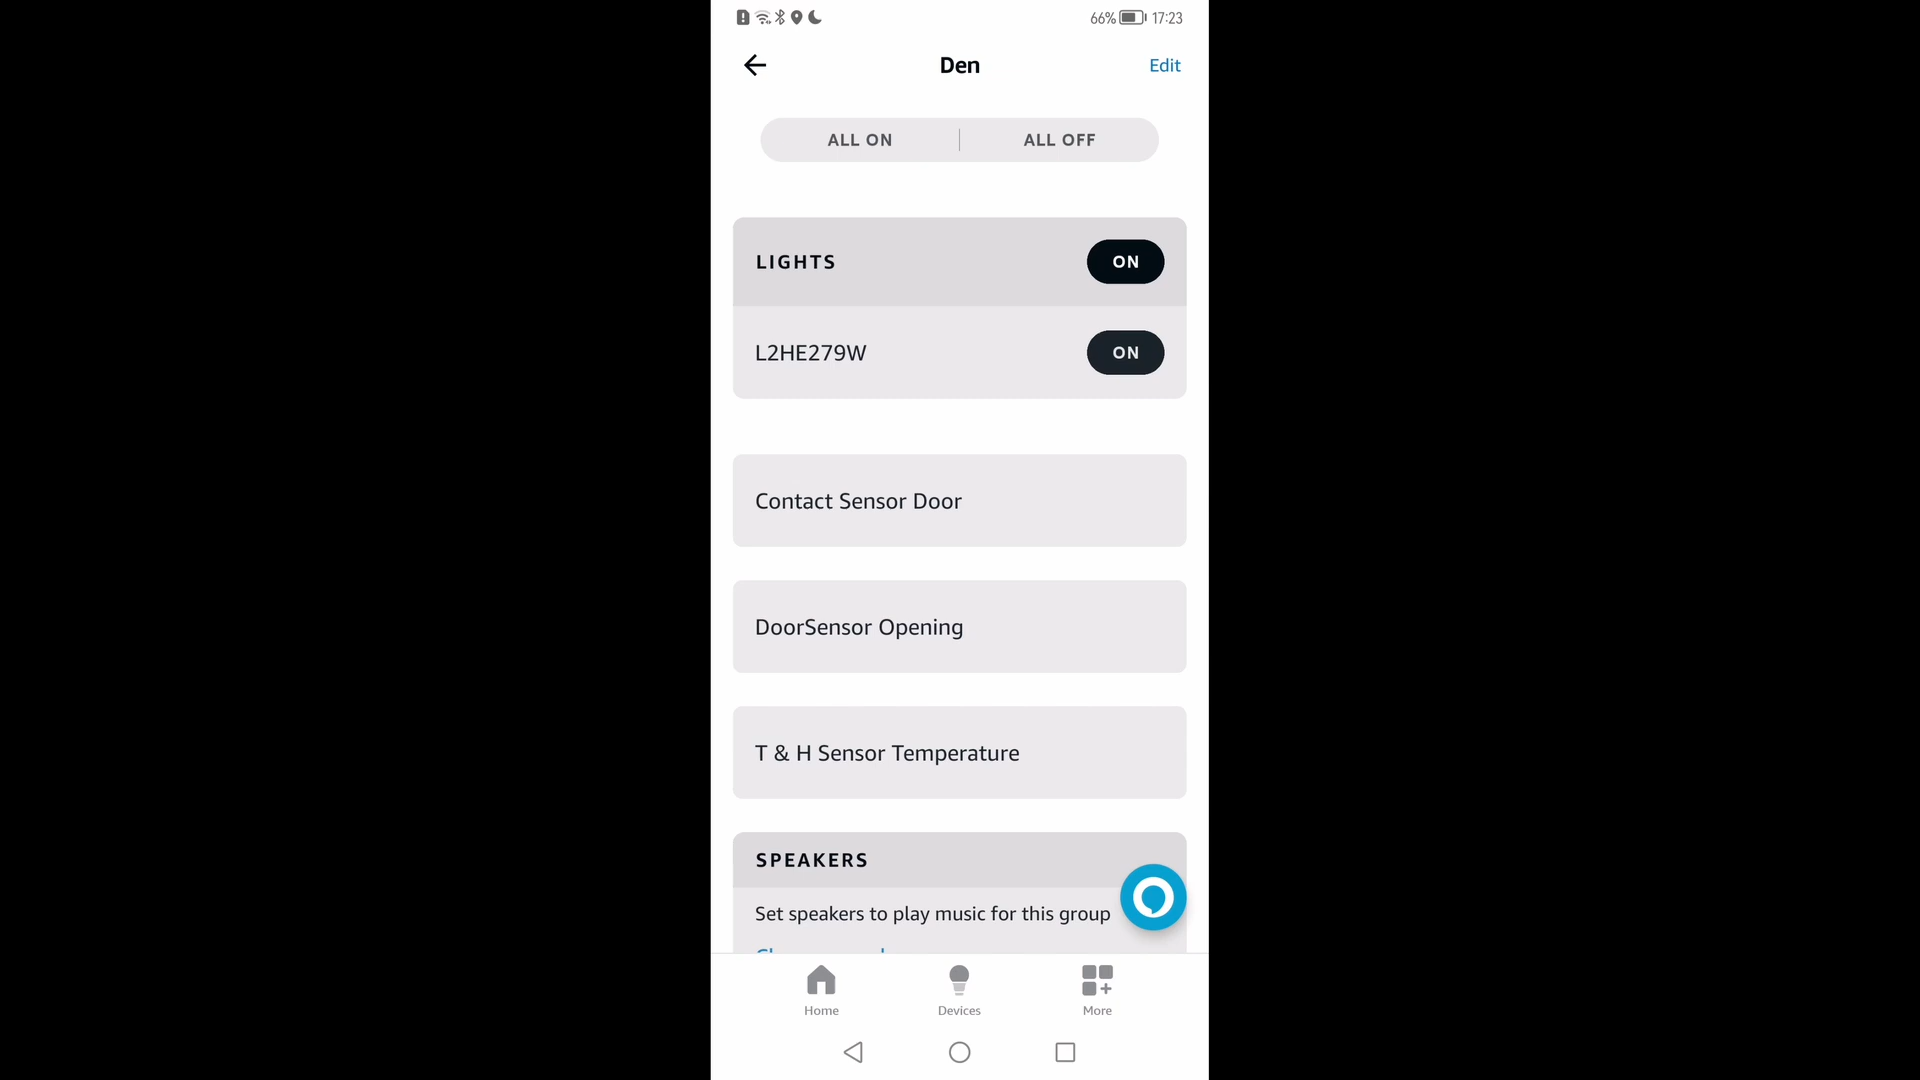 66% 17:23
Den
Edit
ALL ON
ALL OFF
LIGHTS
ON
L2HE279W
ON
Contact Sensor Door
DoorSensor Opening
T & H Sensor Temperature
SPEAKERS
Set speakers to play music for this group
Home
Devices
More